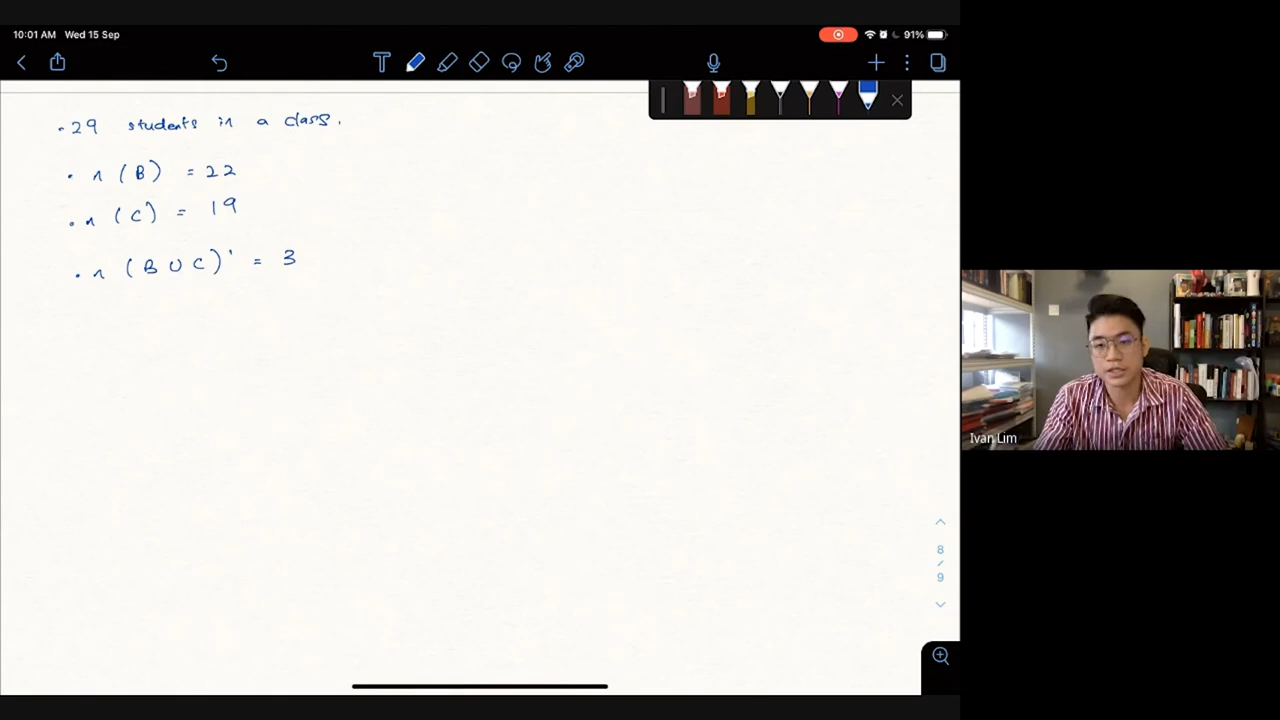 10:01 AM Wed 15 Sep
91%
• 29 students in a class.
• n (B) = 22
• n (C) = 19
• n (B ∪ C)' = 3
Ivan Lim
8
9